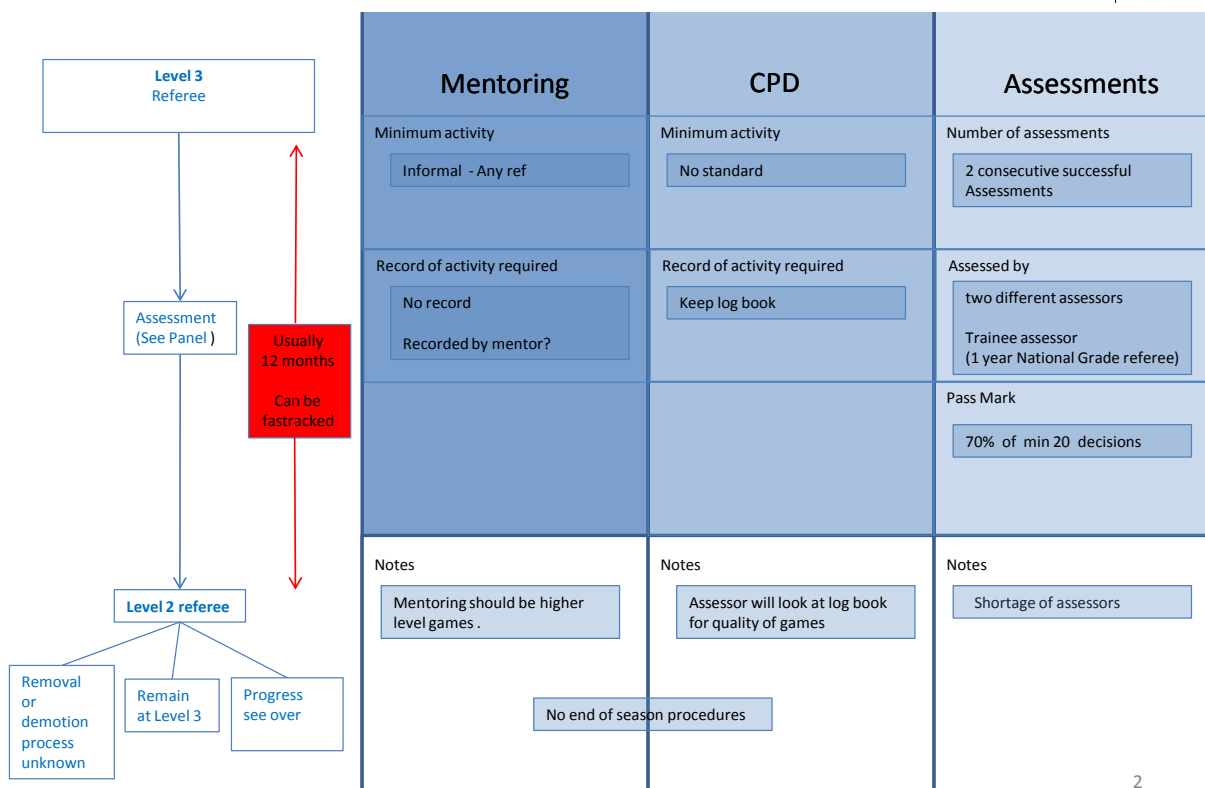 Level 3
Referee
Assessment
(See Panel )
Usually
12 months
Can be
fastracked
Level 2 referee
Removal
or
demotion
process
unknown
Remain
at Level 3
Progress
see over
Mentoring
Minimum activity
Informal - Any ref
Record of activity required
No record
Recorded by mentor?
Notes
Mentoring should be higher
level games .
CPD
Minimum activity
No standard
Record of activity required
Keep log book
Notes
Assessor will look at log book
for quality of games
No end of season procedures
Assessments
Number of assessments
2 consecutive successful
Assessments
Assessed by
two different assessors
Trainee assessor
(1 year National Grade referee)
Pass Mark
70% of min 20 decisions
Notes
Shortage of assessors
2